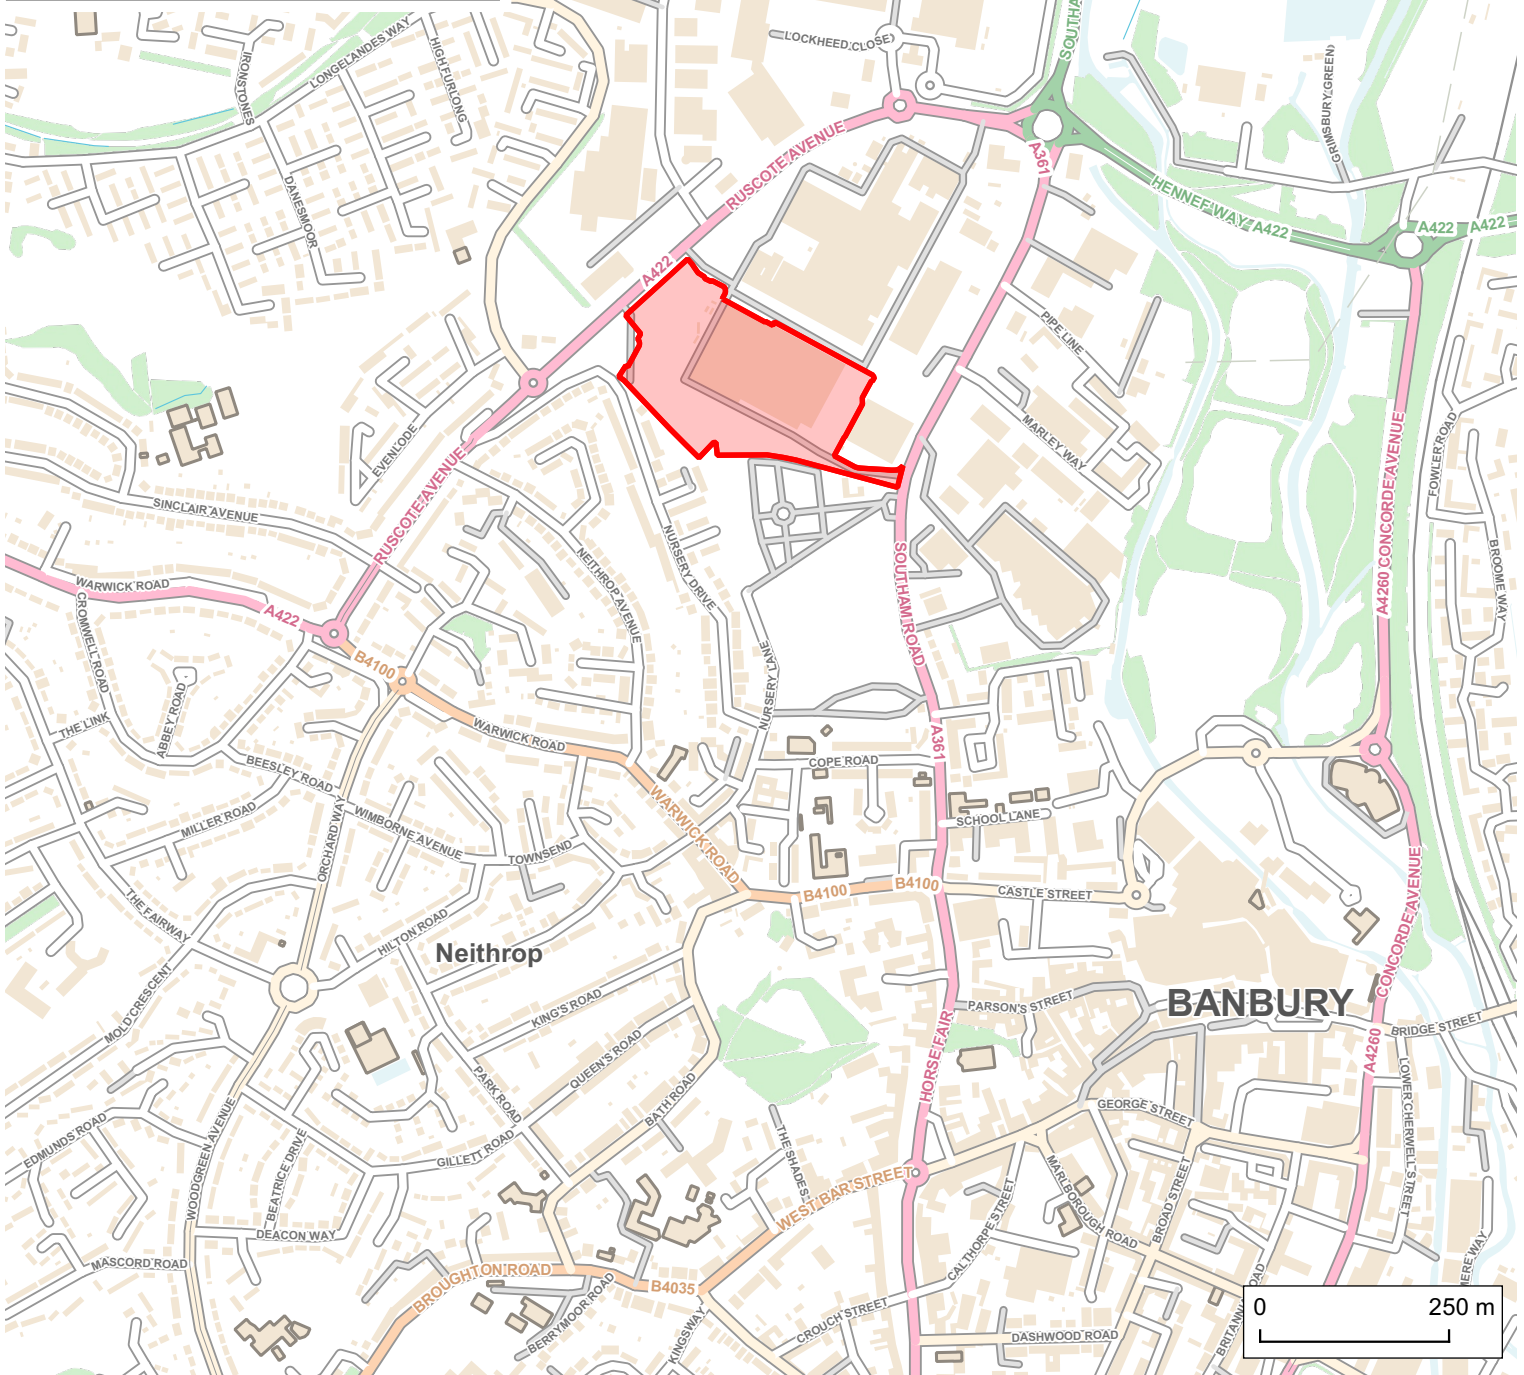 SOUTHA
LOCKHEED CLOSE
LONGELANDES WAY
IRONSTONES
HIGH FURLONG
GRIMSBURY GREEN
RUSCOTE AVENUE
A361
DANESMOOR
HENNEF WAY A422
A422
A422
A422
PIPE LINE
MARLEY WAY
EVENLODE
FOWLER ROAD
A4260 CONCORDE AVENUE
SINCLAIR AVENUE
RUSCOTE AVENUE
NURSERY DRIVE
NEITHROP AVENUE
SOUTHAM ROAD
BROOME WAY
WARWICK ROAD
A422
CROMWELL ROAD
B4100
NURSERY LANE
ABBEY ROAD
THE LINK
WARWICK ROAD
A361
BEESLEY ROAD
COPE ROAD
MILLER ROAD
ORCHARD WAY
WIMBORNE AVENUE
TOWNSEND
WARWICK ROAD
SCHOOL LANE
B4100
B4100
CASTLE STREET
CONCORDE AVENUE
THE FAIRWAY
HILTON ROAD
Neithrop
MOLD CRESCENT
KING'S ROAD
PARSON'S STREET
BANBURY
BRIDGE STREET
QUEEN'S ROAD
HORSE FAIR
A4260
PARK ROAD
BATH ROAD
LOWER CHERWELL STREET
GEORGE STREET
EDMUNDS ROAD
WOODGREEN AVENUE
BEATRICE DRIVE
GILLETT ROAD
THE SHADES
MARLBOROUGH ROAD
BROAD STREET
WEST BAR STREET
DEACON WAY
MASCORD ROAD
CALTHORPE STREET
MERE WAY
BROUGHTON ROAD
B4035
BERRYMOOR ROAD
KINGSWAY
CROUCH STREET
DASHWOOD ROAD
BRITANN
OAD
0 250 m